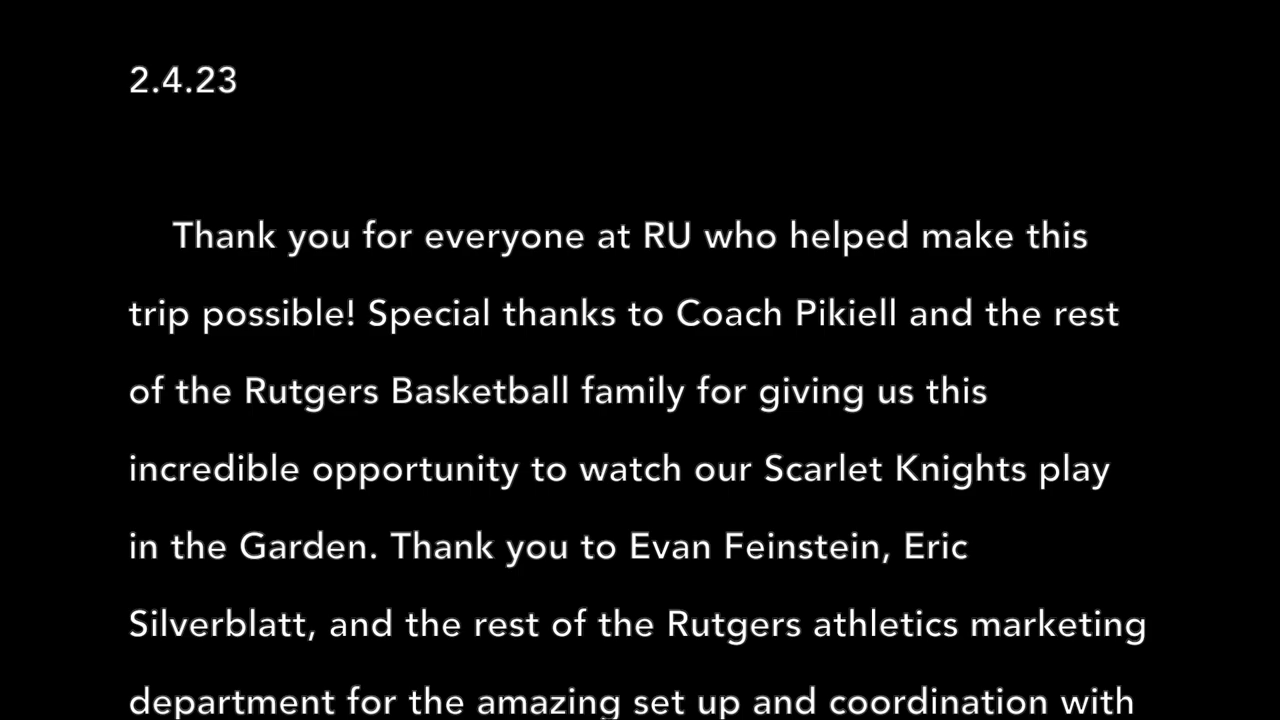 2.4.23
Thank you for everyone at RU who helped make this
trip possible! Special thanks to Coach Pikiell and the rest
of the Rutgers Basketball family for giving us this
incredible opportunity to watch our Scarlet Knights play
in the Garden. Thank you to Evan Feinstein, Eric
Silverblatt, and the rest of the Rutgers athletics marketing
department for the amazing set up and coordination with